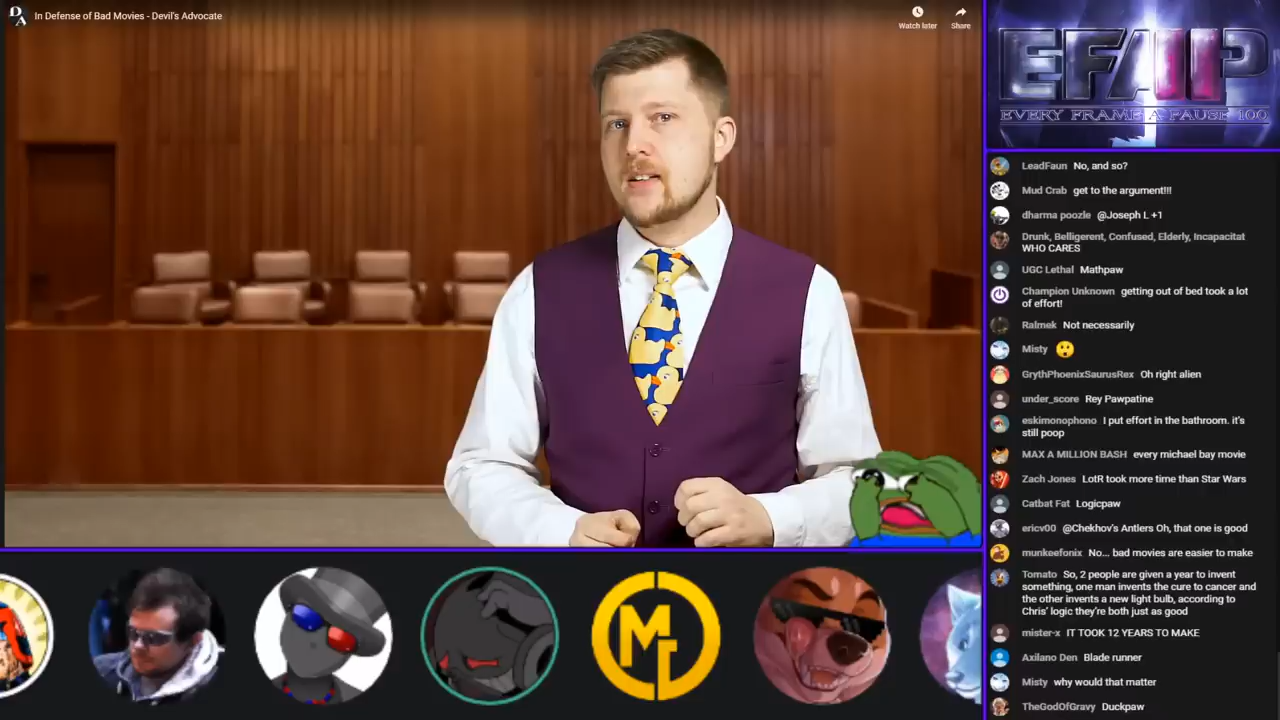 In Defense of Bad Movies - Devil's Advocate
Watch later
Share
EFAP
EVERY FRAME A PAUSE 100
LeadFaun No, and so?
Mud Crab get to the argument!!!
dharma poozle @Joseph L +1
Drunk, Belligerent, Confused, Elderly, Incapacitat
WHO CARES
UGC Lethal Mathpaw
Champion Unknown getting out of bed took a lot
of effort!
Ralmek Not necessarily
Misty 😲
GrythPhoenixSaurusRex Oh right alien
under_score Rey Pawpatine
eskimonophono I put effort in the bathroom. it's
still poop
MAX A MILLION BASH every michael bay movie
Zach Jones LotR took more time than Star Wars
Catbat Fat Logicpaw
ericv00 @Chekhov's Antlers Oh, that one is good
munkeefonix No... bad movies are easier to make
Tomato So, 2 people are given a year to invent
something, one man invents the cure to cancer and
the other invents a new light bulb, according to
Chris' logic they're both just as good
mister-x IT TOOK 12 YEARS TO MAKE
Axilano Den Blade runner
Misty why would that matter
TheGodOfGravy Duckpaw